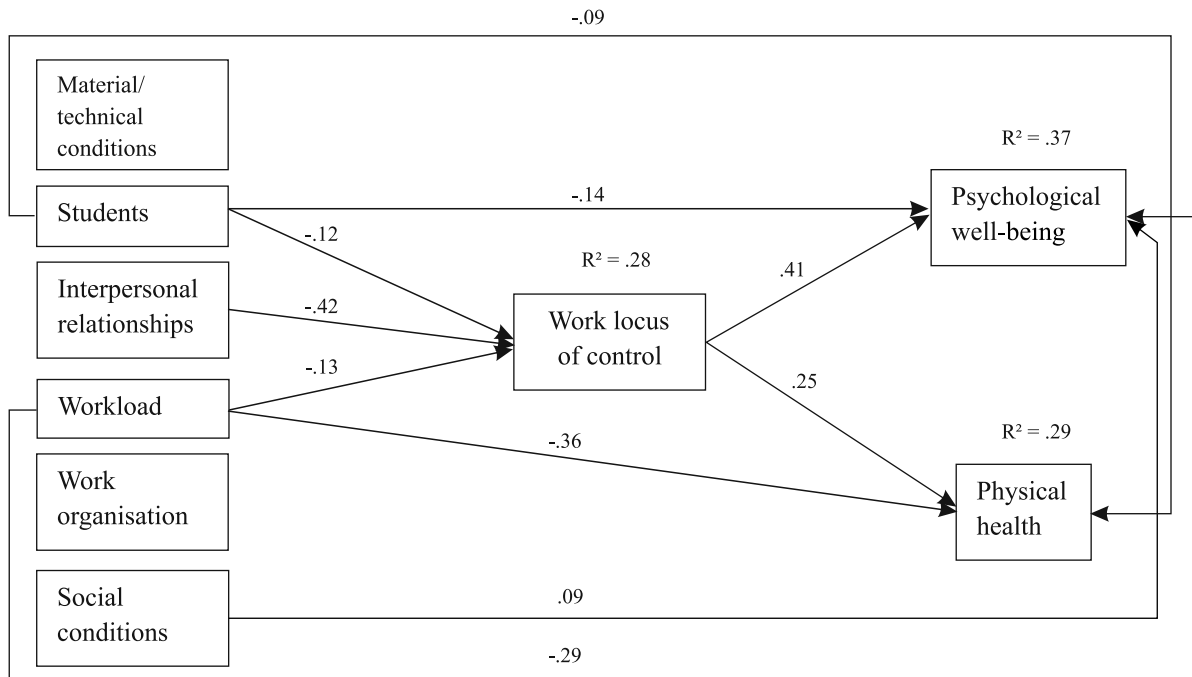 -.09
Material/
technical
conditions
R² = .37
Students
-.14
Psychological
well-being
-.12
R² = .28
.41
Interpersonal
relationships
-.42
Work locus
of control
-.13
.25
Workload
-.36
R² = .29
Work
organisation
Physical
health
Social
conditions
.09
-.29